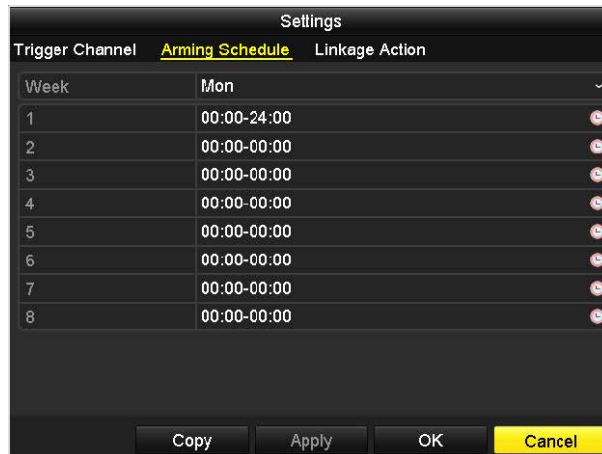 Settings
Trigger Channel Arming Schedule Linkage Action
Week Mon
1 00:00-24:00
2 00:00-00:00
3 00:00-00:00
4 00:00-00:00
5 00:00-00:00
6 00:00-00:00
7 00:00-00:00
8 00:00-00:00
Copy Apply OK Cancel